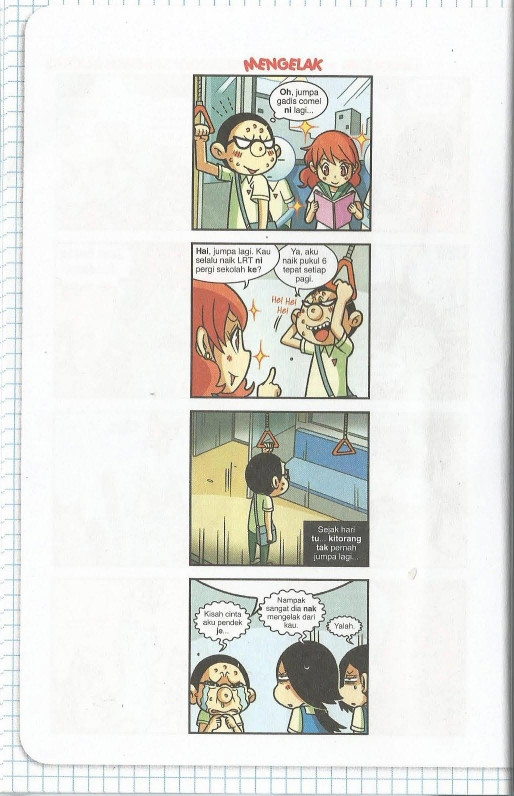 MENGELAK
Oh, jumpa
gadis comel
ni lagi...
Hai, jumpa lagi. Kau
selalu naik LRT ni
pergi sekolah ke?
Ya, aku
naik pukul 6
tepat setiap
pagi.
He! He!
He!
Sejak hari
tu... kitorang
tak pernah
jumpa lagi...
Kisah cinta
aku pendek
je...
Nampak
sangat dia nak
mengelak dari
kau.
Yalah.